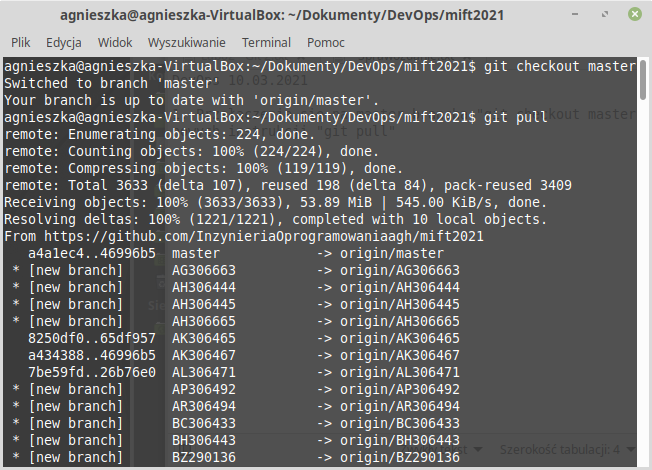 agnieszka@agnieszka-VirtualBox: ~/Dokumenty/DevOps/mift2021
Plik Edycja Widok Wyszukiwanie Terminal Pomoc
agnieszka@agnieszka-VirtualBox:~/Dokumenty/DevOps/mift2021$ git checkout master
Switched to branch 'master'
Your branch is up to date with 'origin/master'.
agnieszka@agnieszka-VirtualBox:~/Dokumenty/DevOps/mift2021$ git pull
remote: Enumerating objects: 224, done.
remote: Counting objects: 100% (224/224), done.
remote: Compressing objects: 100% (119/119), done.
remote: Total 3633 (delta 107), reused 198 (delta 84), pack-reused 3409
Receiving objects: 100% (3633/3633), 53.89 MiB | 545.00 KiB/s, done.
Resolving deltas: 100% (1221/1221), completed with 10 local objects.
From https://github.com/InzynieriaOprogramowaniaagh/mift2021
a4a1ec4..46996b5 master -> origin/master
* [new branch] AG306663 -> origin/AG306663
* [new branch] AH306444 -> origin/AH306444
* [new branch] AH306445 -> origin/AH306445
* [new branch] AH306665 -> origin/AH306665
8250df0..65df957 AK306465 -> origin/AK306465
a434388..46996b5 AK306467 -> origin/AK306467
7be59fd..26b76e0 AL306471 -> origin/AL306471
* [new branch] AP306492 -> origin/AP306492
* [new branch] AR306494 -> origin/AR306494
* [new branch] BC306433 -> origin/BC306433
* [new branch] BH306443 -> origin/BH306443
* [new branch] BZ290136 -> origin/BZ290136
10.03.2021
"git checkout master
"git pull"
Szerokość tabulacji: 4